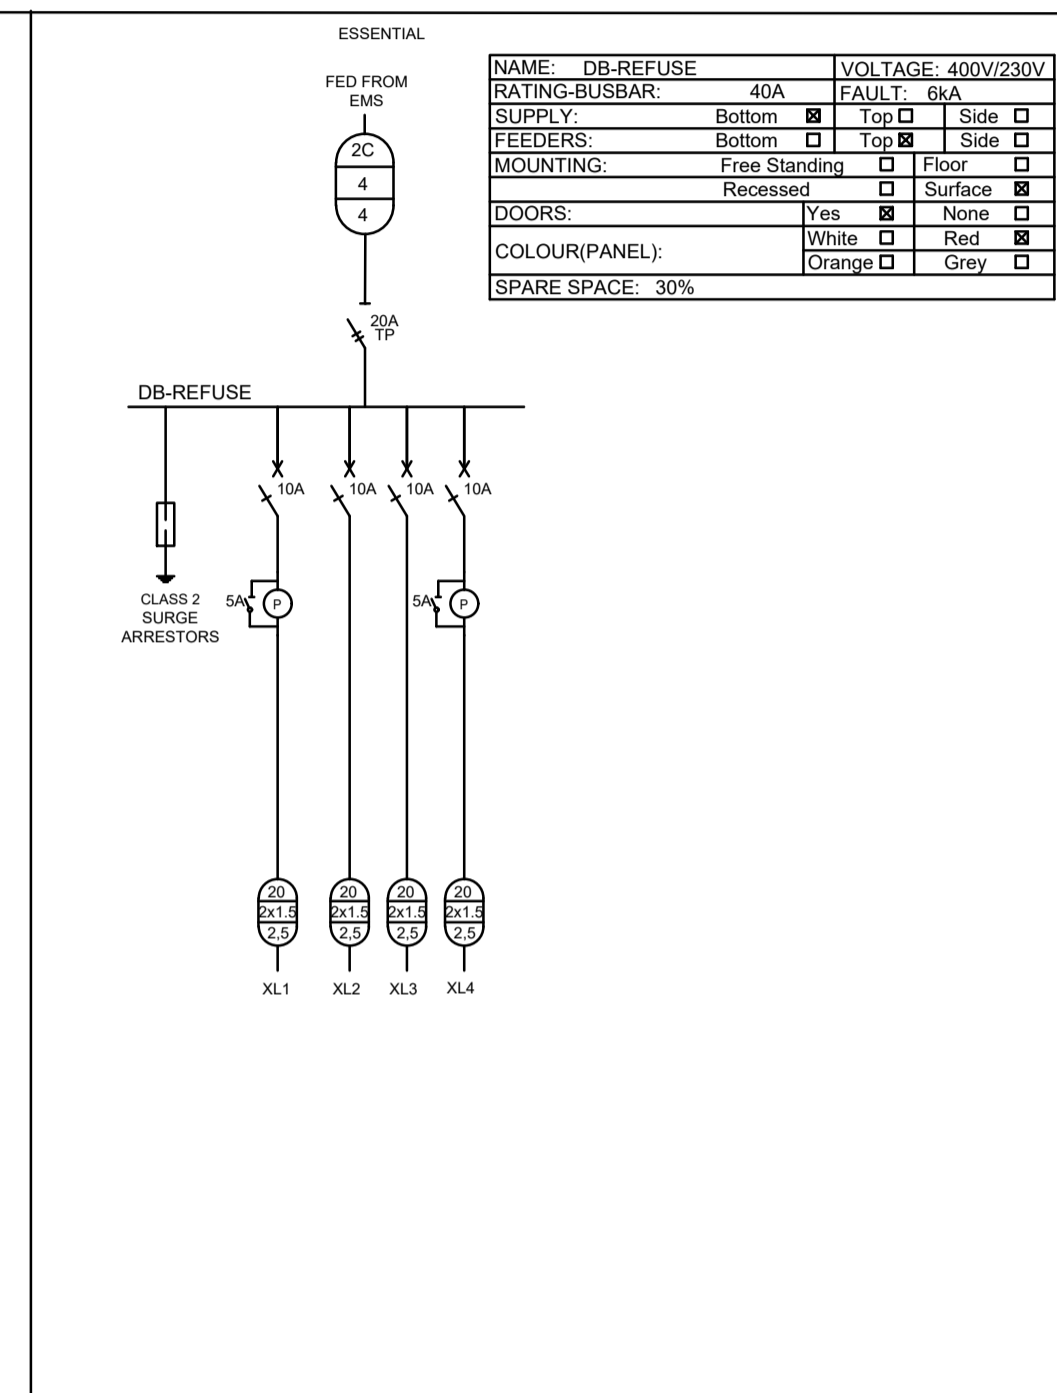 ESSENTIAL
FED FROM
EMS
2C
4
4
20A
TP
NAME: DB-REFUSE VOLTAGE: 400V/230V
RATING-BUSBAR: 40A FAULT: 6kA
SUPPLY: Bottom Top Side
FEEDERS: Bottom Top Side
MOUNTING: Free Standing Floor
Recessed Surface
DOORS: Yes None
COLOUR(PANEL): White Red
Orange Grey
SPARE SPACE: 30%
DB-REFUSE
10A 10A 10A 10A
CLASS 2
SURGE
ARRESTORS
5A P 5A P
20 20 20 20
2x1.5 2x1.5 2x1.5 2x1.5
2,5 2,5 2,5 2,5
XL1 XL2 XL3 XL4